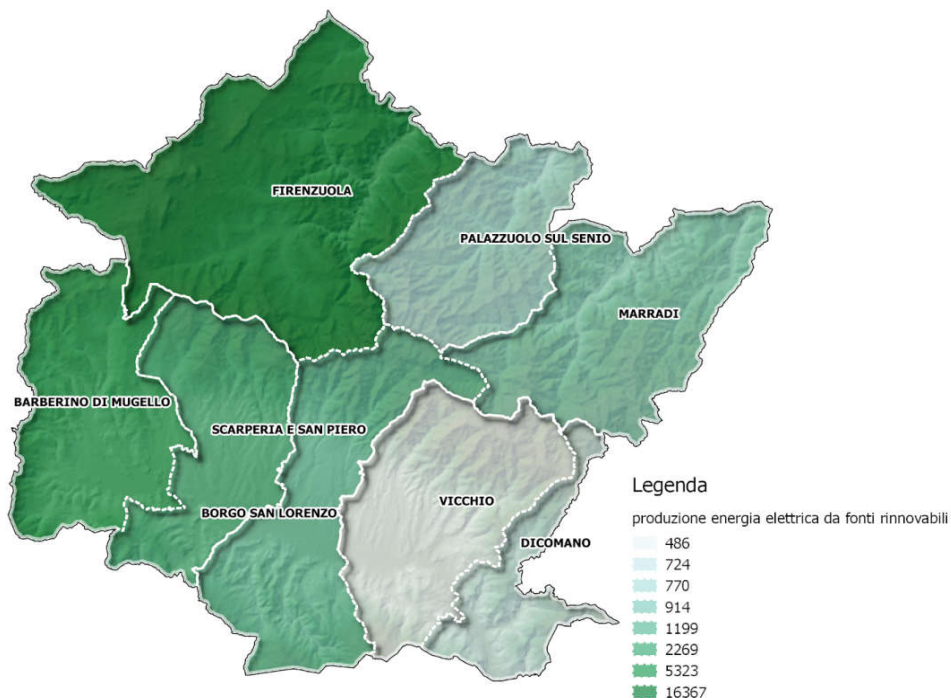 FIRENZUOLA
PALAZZUOLO SUL SENIO
MARRADI
BARBERINO DI MUGELLO
SCARPERIA E SAN PIERO
VICCHIO
BORGO SAN LORENZO
DICOMANO
Legenda
produzione energia elettrica da fonti rinnovabili
486
724
770
914
1199
2269
5323
16367